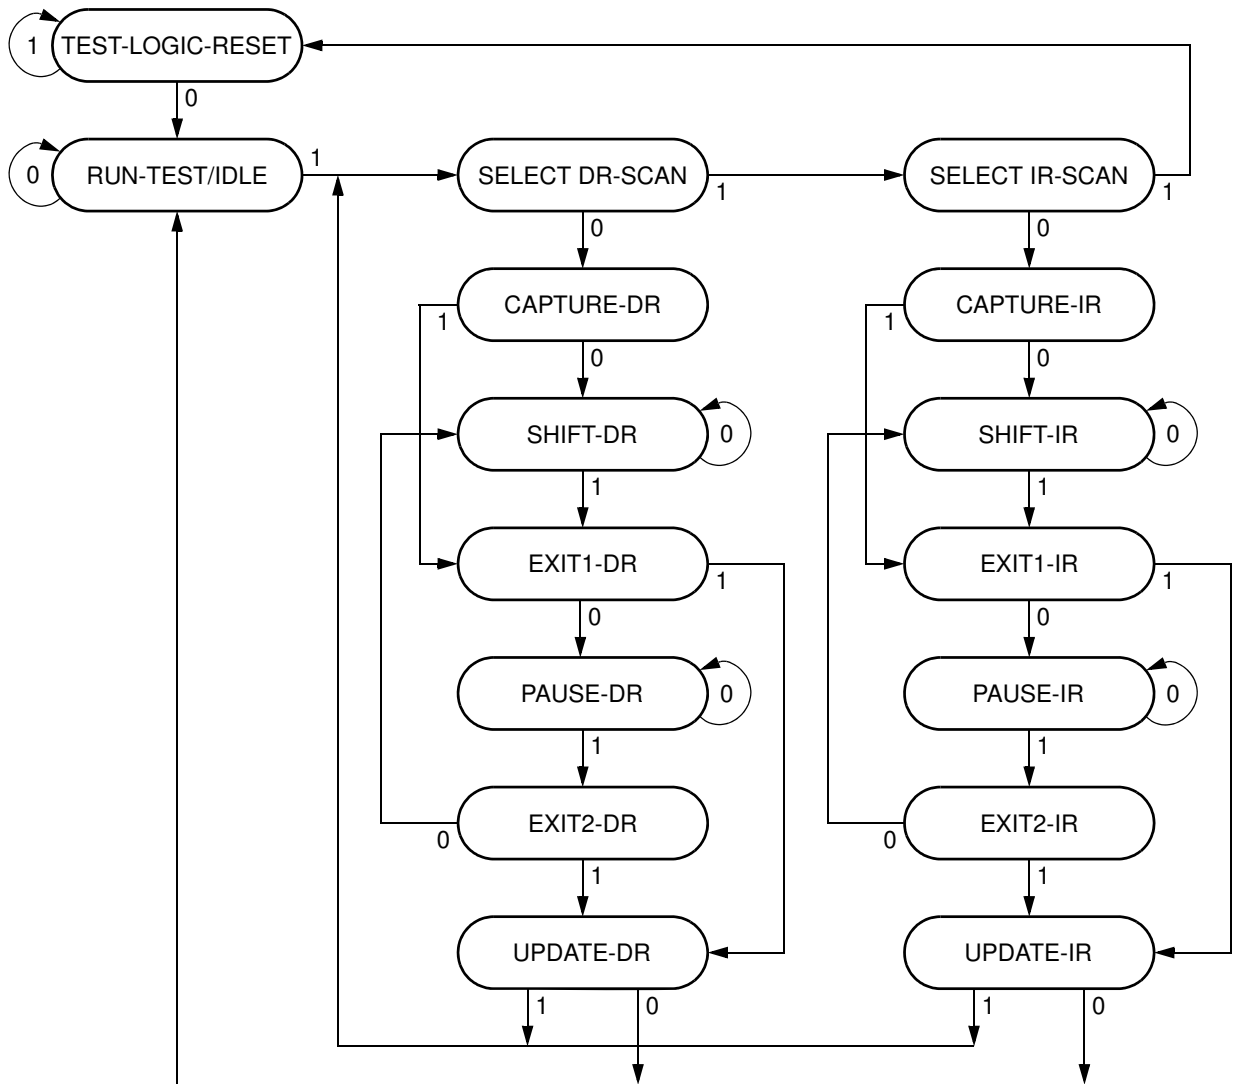 1
TEST-LOGIC-RESET
0
0
RUN-TEST/IDLE
1
SELECT DR-SCAN
1
SELECT IR-SCAN
1
0
0
CAPTURE-DR
1
0
CAPTURE-IR
1
0
SHIFT-DR
0
1
SHIFT-IR
0
1
EXIT1-DR
1
0
EXIT1-IR
1
0
PAUSE-DR
0
1
PAUSE-IR
0
1
EXIT2-DR
0
1
EXIT2-IR
0
1
UPDATE-DR
1
0
UPDATE-IR
1
0